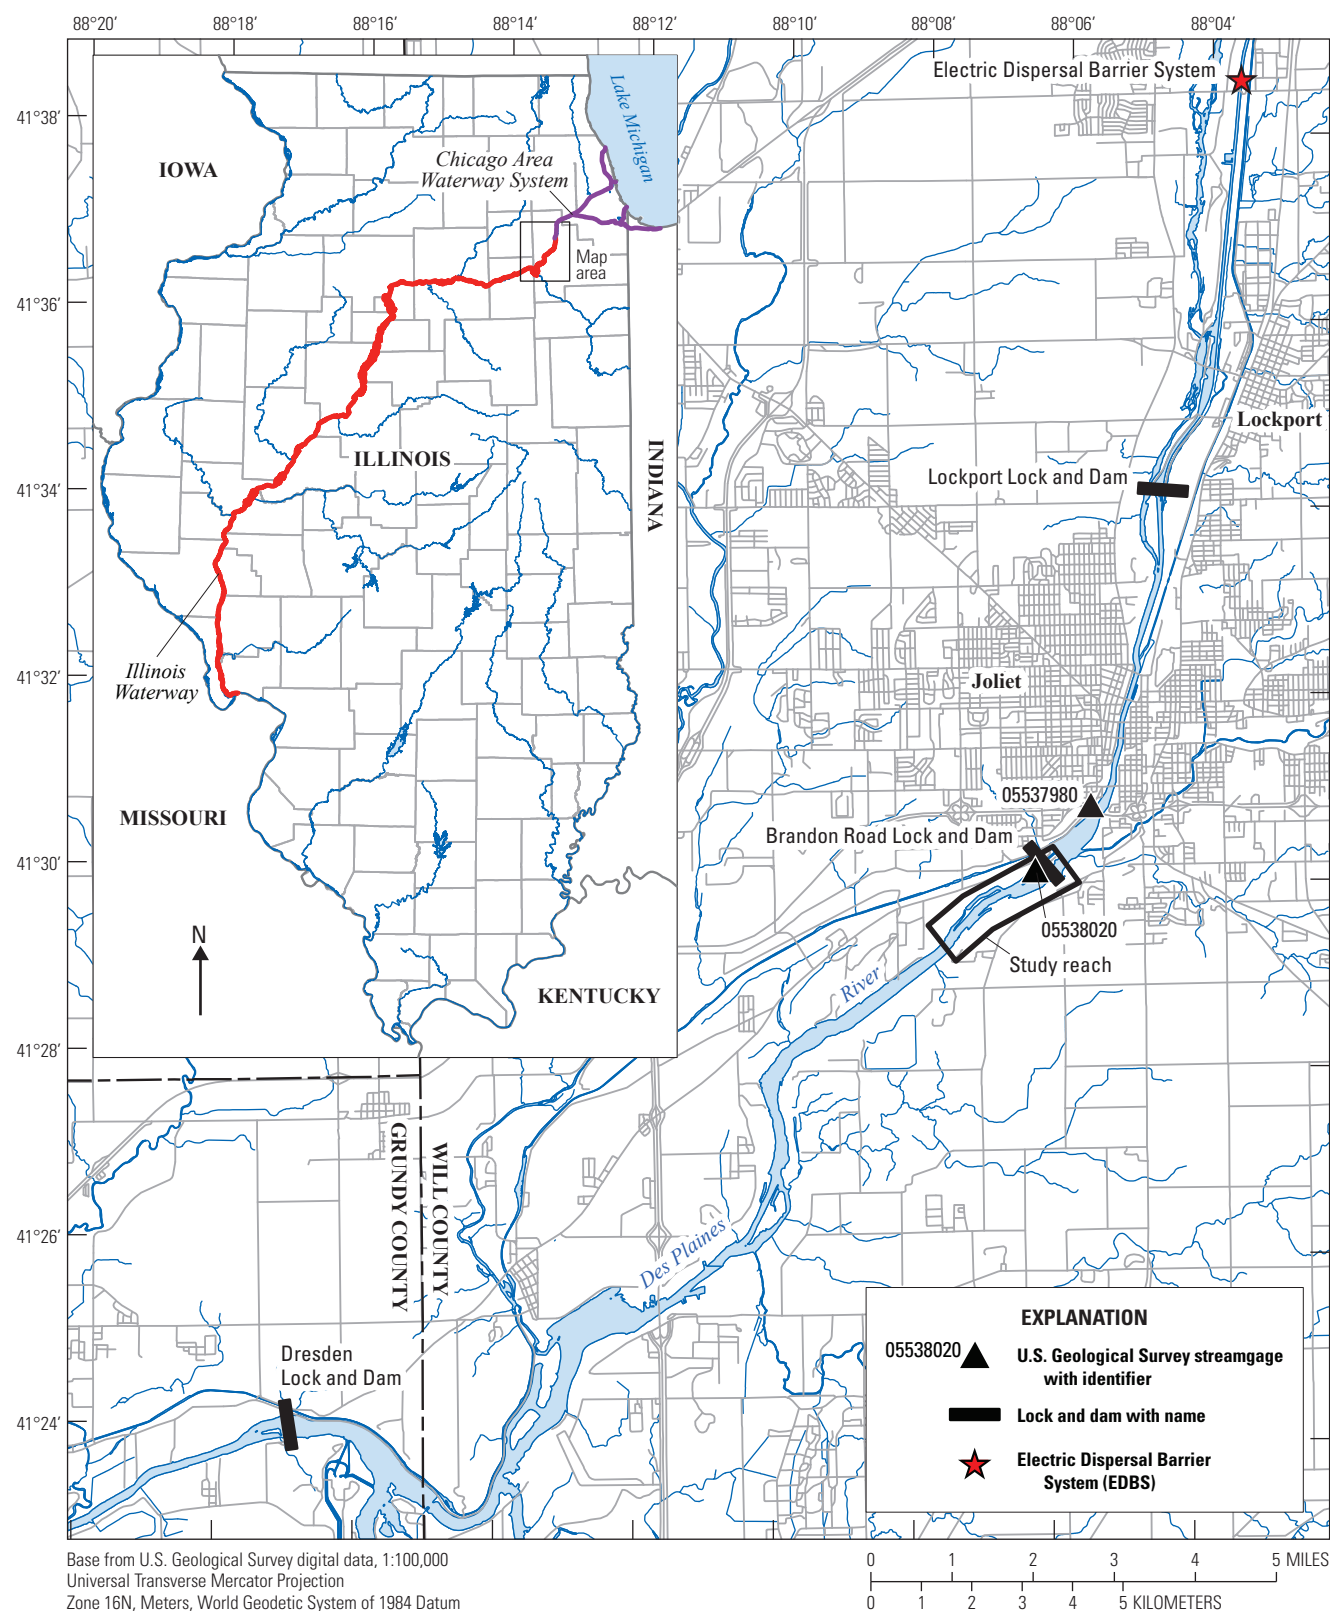 88°20′ 88°18′ 88°16′ 88°14′ 88°12′ 88°10′ 88°08′ 88°06′ 88°04′
Electric Dispersal Barrier System
41°38′
Lake Michigan
Chicago Area
Waterway System
IOWA
Map
area
41°36′
Lockport
ILLINOIS
INDIANA
Lockport Lock and Dam
41°34′
Illinois
Waterway
41°32′
Joliet
05537980
MISSOURI
Brandon Road Lock and Dam
41°30′
05538020
Study reach
N
River
KENTUCKY
41°28′
GRUNDY COUNTY
WILL COUNTY
41°26′
Des Plaines
Dresden
Lock and Dam
41°24′
EXPLANATION
05538020
U.S. Geological Survey streamgage
with identifier
Lock and dam with name
Electric Dispersal Barrier
System (EDBS)
Base from U.S. Geological Survey digital data, 1:100,000
Universal Transverse Mercator Projection
Zone 16N, Meters, World Geodetic System of 1984 Datum
0 1 2 3 4 5 MILES
0 1 2 3 4 5 KILOMETERS